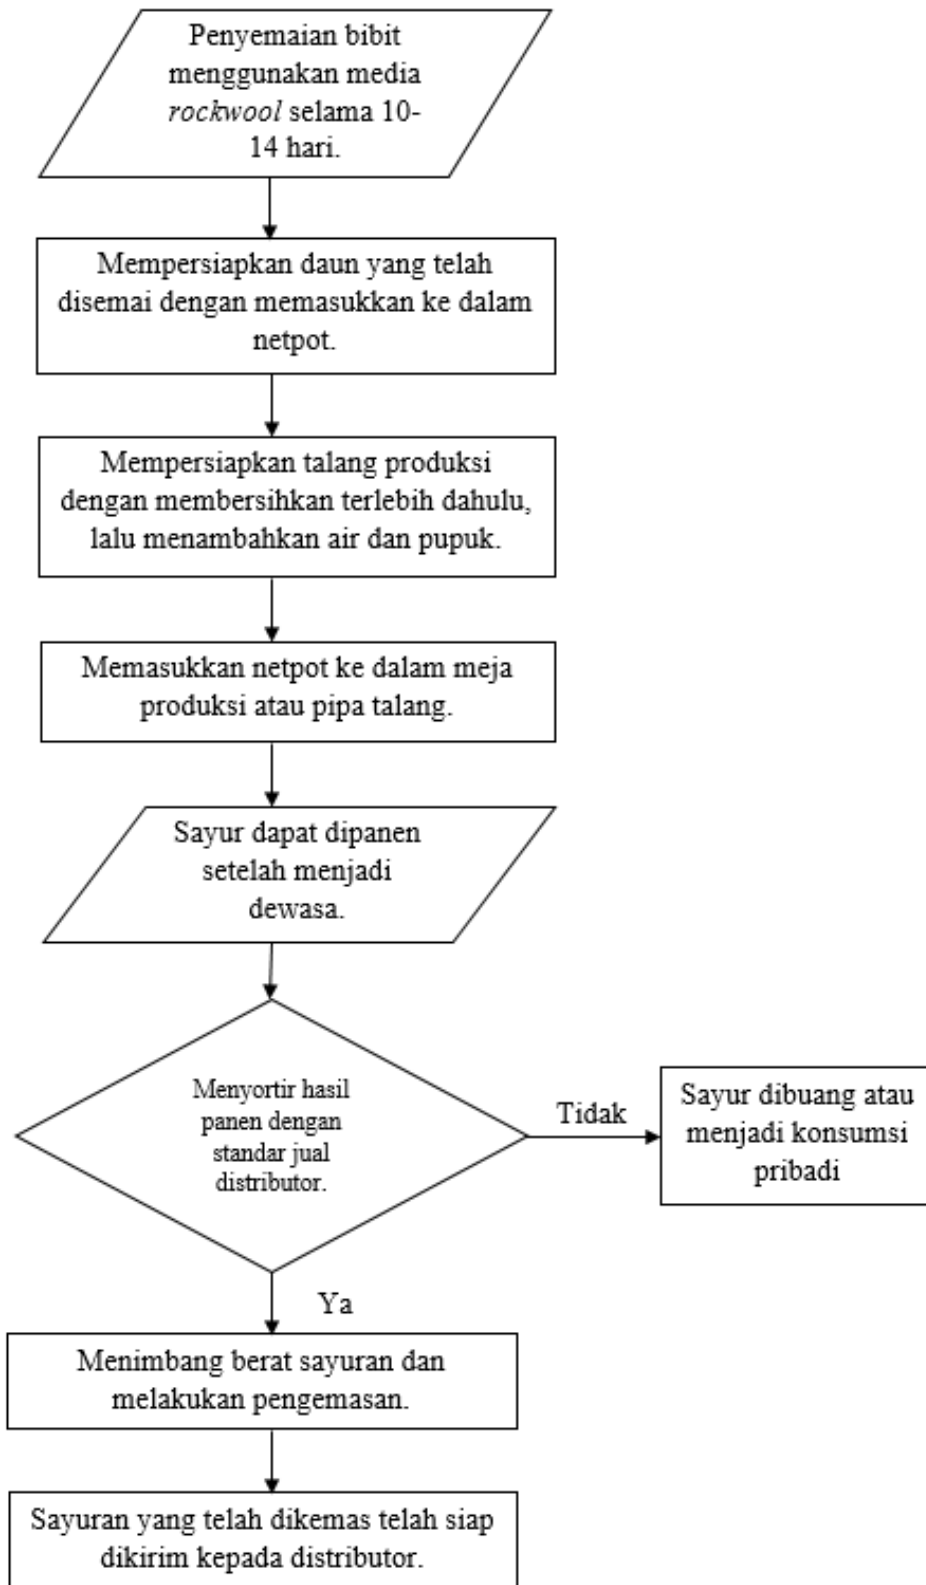 Penyemaian bibit
menggunakan media
rockwool selama 10-
14 hari.
Mempersiapkan daun yang telah
disemai dengan memasukkan ke dalam
netpot.
Mempersiapkan talang produksi
dengan membersihkan terlebih dahulu,
lalu menambahkan air dan pupuk.
Memasukkan netpot ke dalam meja
produksi atau pipa talang.
Sayur dapat dipanen
setelah menjadi
dewasa.
Menyortir hasil
panen dengan
standar jual
distributor.
Tidak
Sayur dibuang atau
menjadi konsumsi
pribadi
Ya
Menimbang berat sayuran dan
melakukan pengemasan.
Sayuran yang telah dikemas telah siap
dikirim kepada distributor.